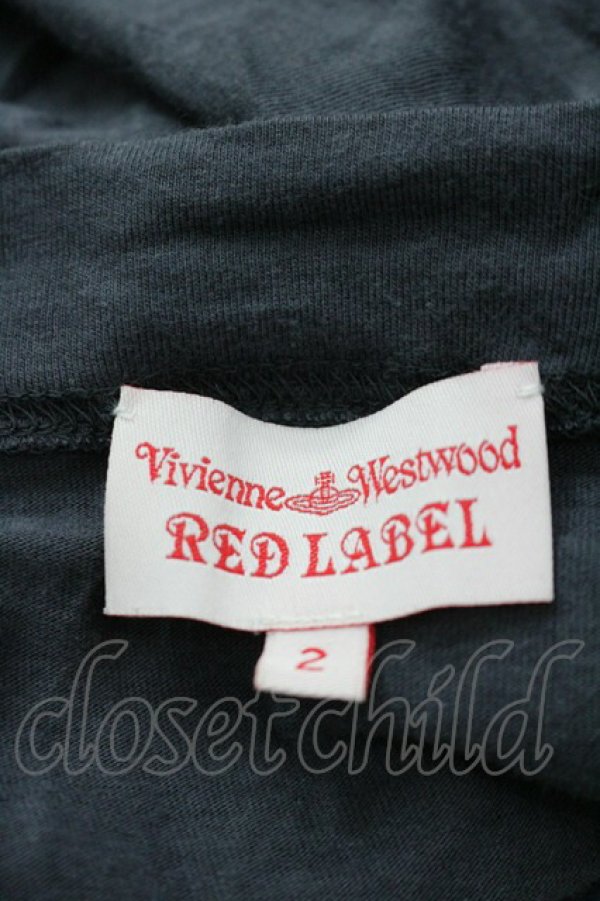 Vivienne Westwood
RED LABEL
2
closetchild